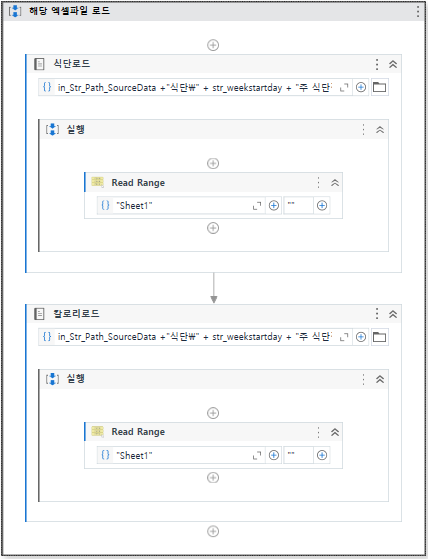 해당 엑셀파일 로드
식단로드
in_Str_Path_SourceData +"식단₩" + str_weekstartday + "주 식단
실행
Read Range
"Sheet1"
""
칼로리로드
in_Str_Path_SourceData +"식단₩" + str_weekstartday + "주 식단
실행
Read Range
"Sheet1"
""